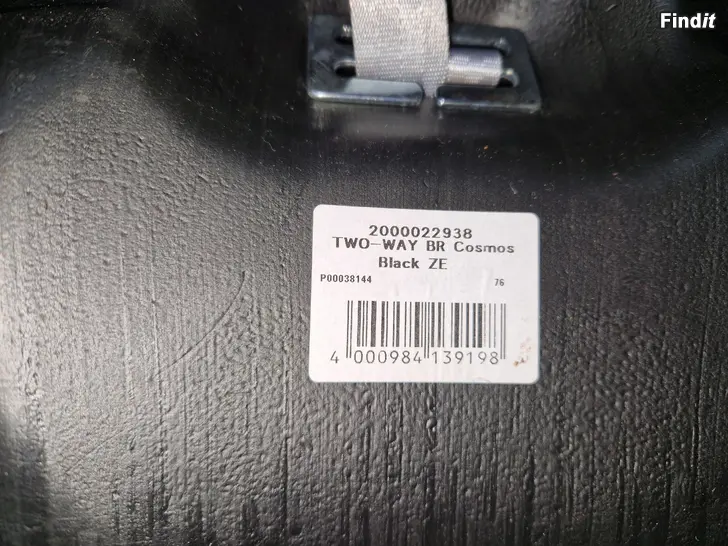 Findit
2000022938
TWO-WAY BR Cosmos
Black ZE
P00038144 76
4 000984 139198